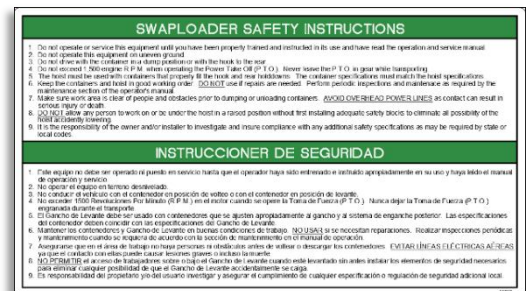 SWAPLOADER SAFETY INSTRUCTIONS
1. Do not operate or service this equipment until you have been properly trained and instructed in its use and have read the operation and service manual
2. Do not operate this equipment on uneven ground
3. Do not drive with the container in a dump position or with the hook to the rear
4. Do not exceed 1,500 engine R.P.M. when operating the Power Take Off (P.T.O.). Never leave the P.T.O. in gear while transporting
5. The hoist must be used with containers that properly fit the hook and rear holddowns. The container specifications must match the hoist specifications
6. Keep the containers and hoist in good working order. DO NOT use if repairs are needed. Perform periodic inspections and maintenance as required by the
maintenance section of the operator's manual.
7. Make sure work area is clear of people and obstacles prior to dumping or unloading containers. AVOID OVERHEAD POWER LINES as contact can result in
serious injury or death.
8. DO NOT allow any person to work on or be under the hoist in a raised position without first installing adequate safety blocks to eliminate all possibility of the
hoist accidently lowering
9. It is the responsibility of the owner and/or installer to investigate and insure compliance with any additional safety specifications as may be required by state or
local codes.
INSTRUCCIONER DE SEGURIDAD
1. Este equipo no debe ser operado ni puesto en servicio hasta que el operador haya sido entrenado e instruido apropiadamente en su uso y haya leido el manual
de operación y servicio
2. No operar el equipo en terreno desnivelado.
3. No conducir el vehículo con el contenedor en posición de volteo o con el contenedor en posición de levante.
4. No exceder 1500 Revoluciones Por Minuto (R.P.M.) en el motor cuando se opere la Toma de Fuerza (P.T.O.). Nunca dejar la Toma de Fuerza (P.T.O.)
engranada durante el transporte
5. El Gancho de Levante debe ser usado con contenedores que se ajusten apropiadamente al gancho y al sistema de enganche posterior. Las especificaciones
del contenedor deben coincidir con las especificaciones del Gancho de Levante.
6. Mantener los contenedores y Gancho de Levante en buenas condiciones de trabajo. NO USAR si se necesitan reparaciones. Realizar inspecciones periódicas
y mantenimiento cuando se requiera de acuerdo con la sección de mantenimiento en el manual de operación.
7. Asegurarse que en el área de trabajo no haya personas ni obstáculos antes de voltear o descargar los contenedores. EVITAR LÍNEAS ELÉCTRICAS AÉREAS
ya que el contacto con ellas puede causar lesiones graves o incluso la muerte
8. NO PERMITIR el acceso de trabajadores sobre o bajo el Gancho de Levante cuando esté levantado sin antes instalar los elementos de seguridad necesarios
para eliminar cualquier posibilidad de que el Gancho de Levante accidentalmente se caiga.
9. Es responsabilidad del propietario y/o del usuario investigar y asegurar el cumplimiento de cualquier especificación o regulación de seguridad adicional local.